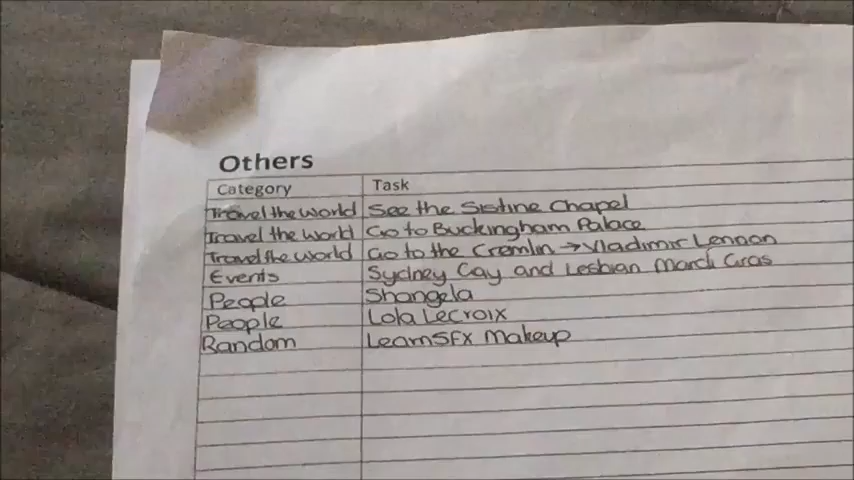 Others
Category Task
Travel the World See the Sistine Chapel
Travel the World Go to Buckingham Palace
Travel the World Go to the Cremlin → Vladimir Lennon
Events Sydney Gay and Lesbian Mardi Gras
People Shangela
People Lola Lecroix
Random Learn SFX Makeup